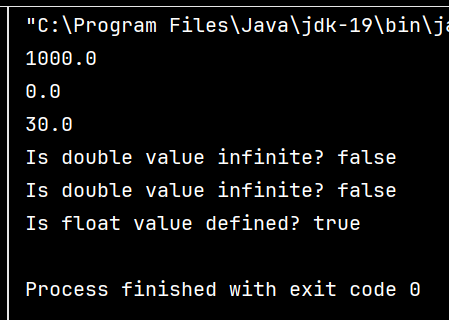 "C:\Program Files\Java\jdk-19\bin\ja
1000.0
0.0
30.0
Is double value infinite? false
Is double value infinite? false
Is float value defined? true
Process finished with exit code 0